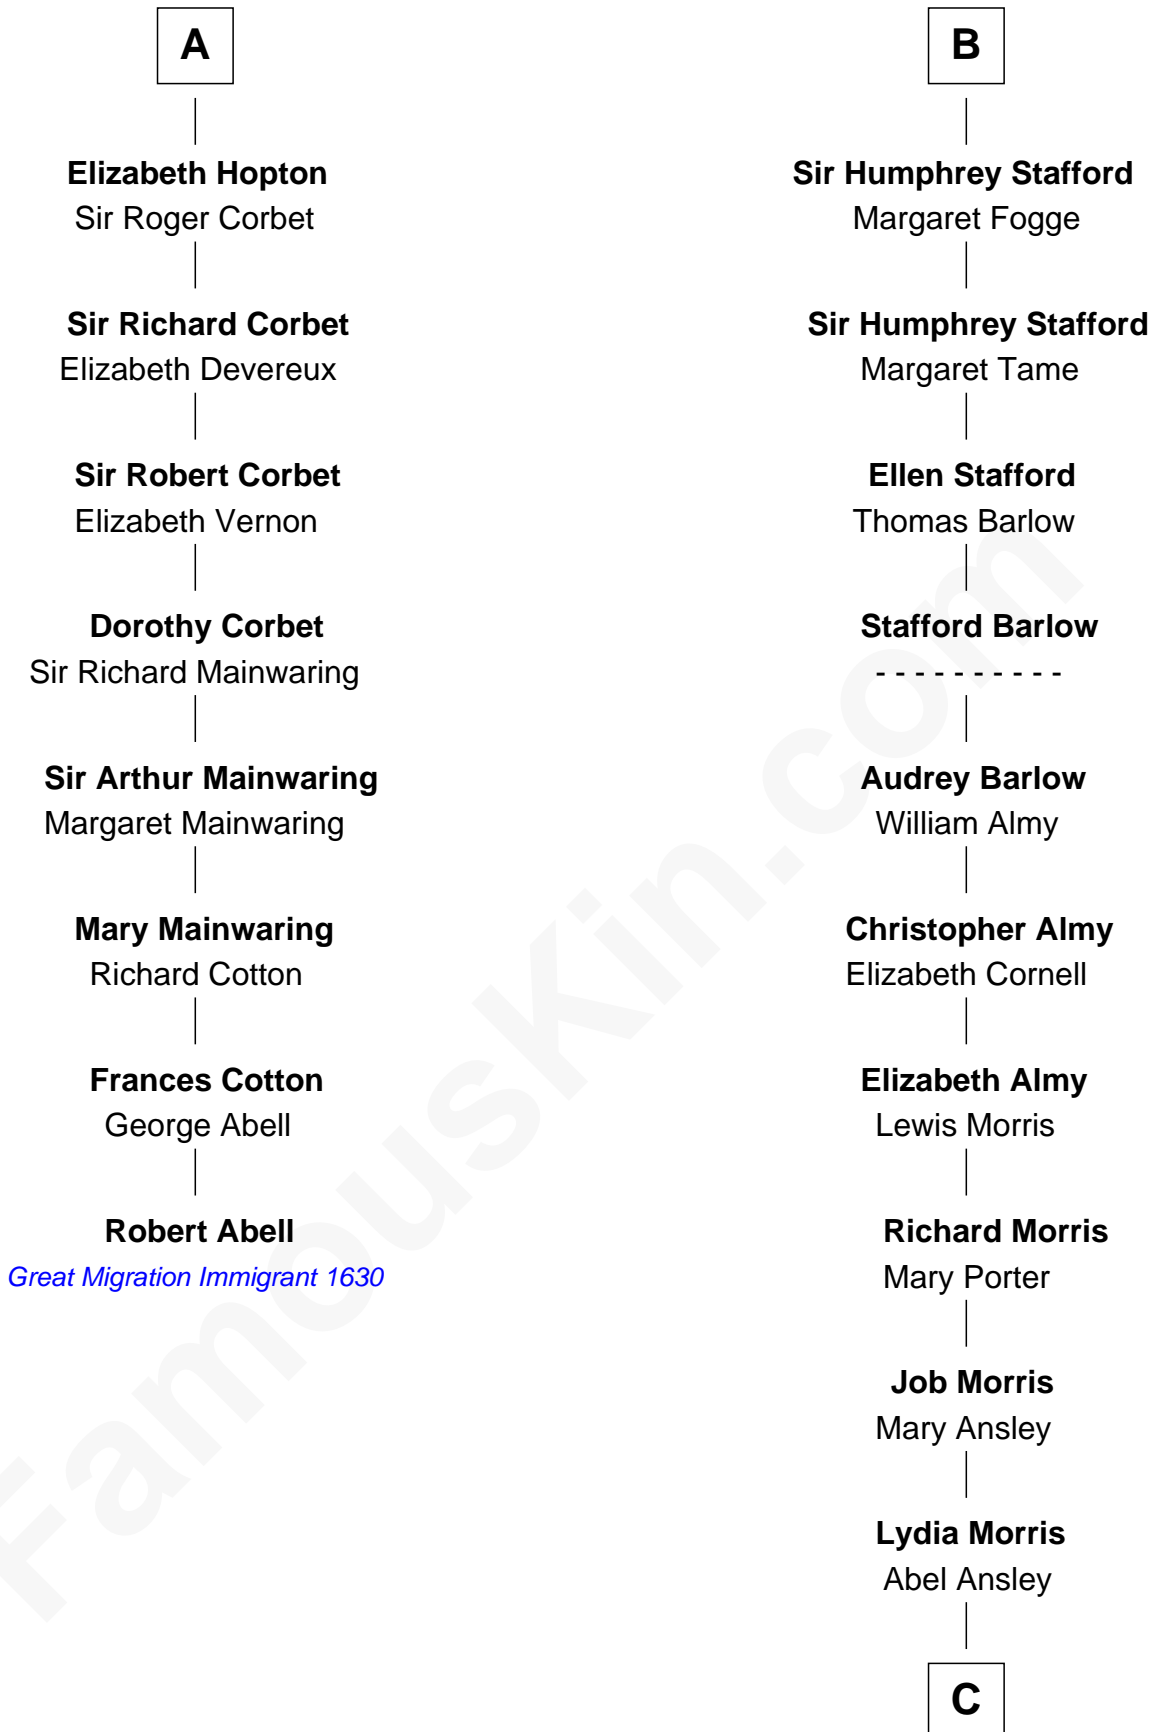 A
Elizabeth Hopton
Sir Roger Corbet
Sir Richard Corbet
Elizabeth Devereux
Sir Robert Corbet
Elizabeth Vernon
Dorothy Corbet
Sir Richard Mainwaring
Sir Arthur Mainwaring
Margaret Mainwaring
Mary Mainwaring
Richard Cotton
Frances Cotton
George Abell
Robert Abell
Great Migration Immigrant 1630
B
Sir Humphrey Stafford
Margaret Fogge
Sir Humphrey Stafford
Margaret Tame
Ellen Stafford
Thomas Barlow
Stafford Barlow
- - - - - - - - - -
Audrey Barlow
William Almy
Christopher Almy
Elizabeth Cornell
Elizabeth Almy
Lewis Morris
Richard Morris
Mary Porter
Job Morris
Mary Ansley
Lydia Morris
Abel Ansley
C
FamousKin.com